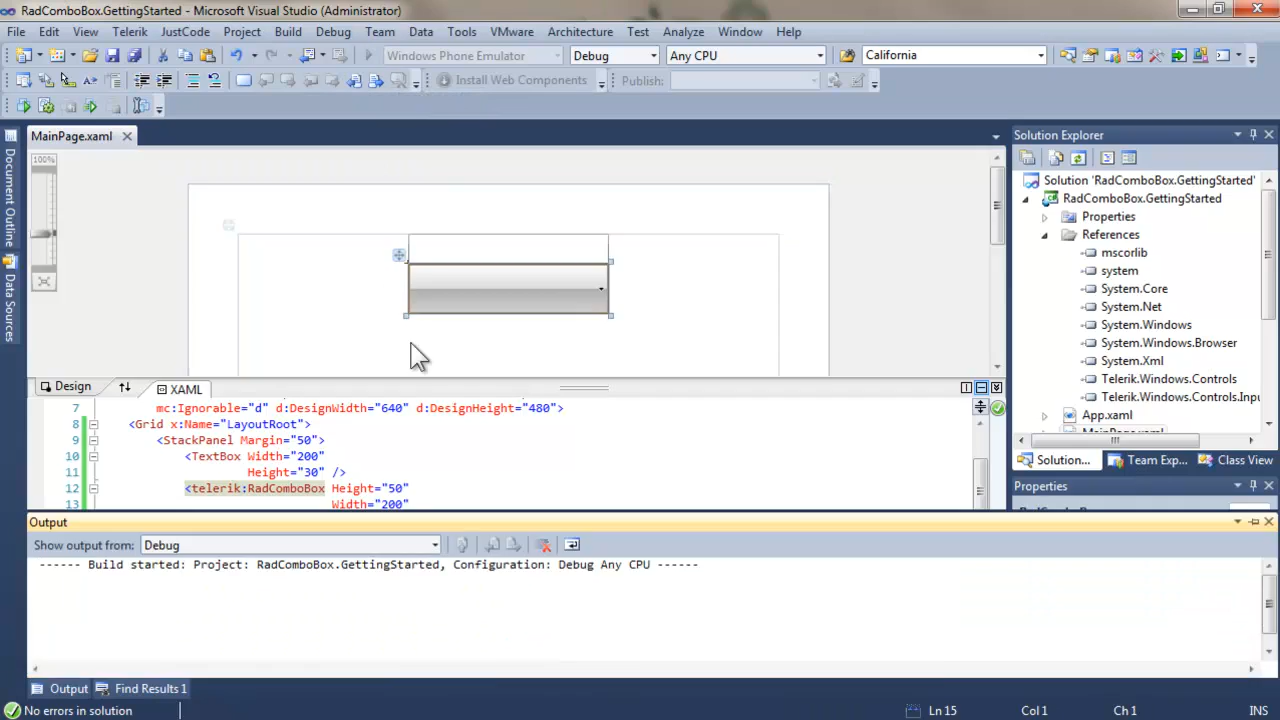 RadComboBox.GettingStarted - Microsoft Visual Studio (Administrator)
File Edit View Telerik JustCode Project Build Debug Team Data Tools VMware Architecture Test Analyze Window Help
Windows Phone Emulator Debug Any CPU California
Install Web Components Publish:
MainPage.xaml Solution Explorer
100%
Document Outline
Data Sources
Solution 'RadComboBox.GettingStarted'
RadComboBox.GettingStarted
Properties
References
mscorlib
system
System.Core
System.Net
System.Windows
System.Windows.Browser
System.Xml
Telerik.Windows.Controls
Telerik.Windows.Controls.Inpu
App.xaml
MainPage.xaml
Solution... Team Exp... Class View
Properties
Design XAML
7 mc:Ignorable="d" d:DesignWidth="640" d:DesignHeight="480">
8 <Grid x:Name="LayoutRoot">
9 <StackPanel Margin="50">
10 <TextBox Width="200"
11 Height="30" />
12 <telerik:RadComboBox Height="50"
13 Width="200"
Output
Show output from: Debug
------ Build started: Project: RadComboBox.GettingStarted, Configuration: Debug Any CPU ------
Output Find Results 1
No errors in solution Ln 15 Col 1 Ch 1 INS